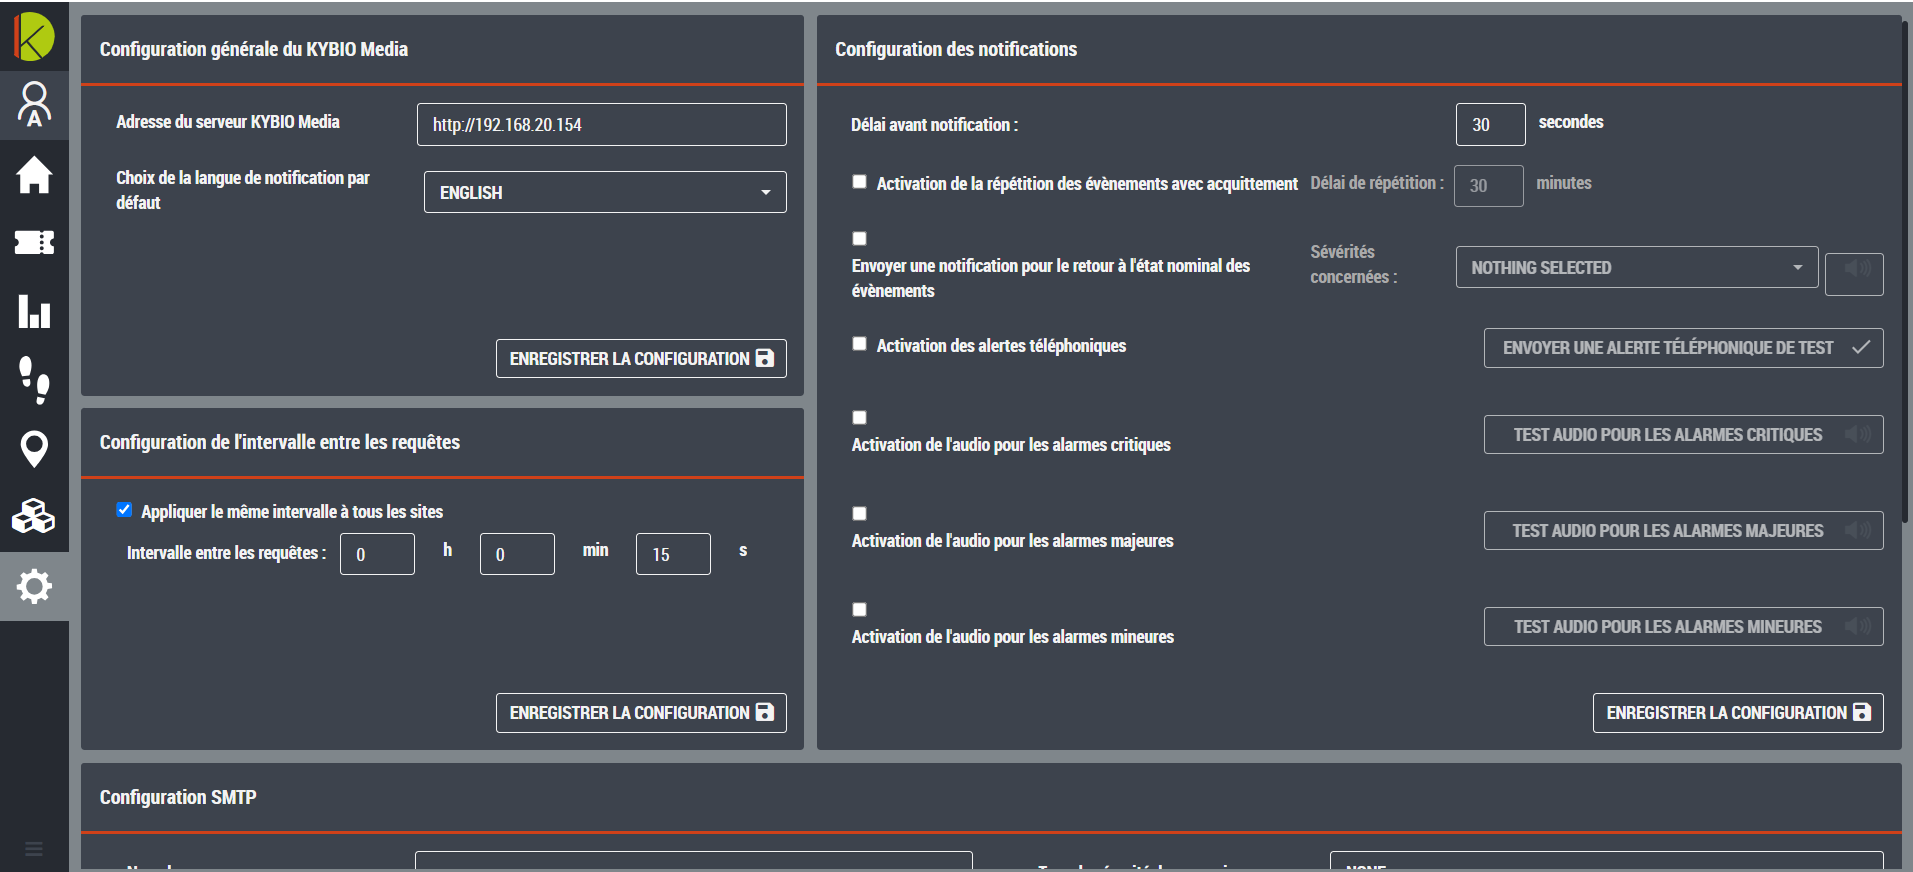 Configuration générale du KYBIO Media
Adresse du serveur KYBIO Media
http://192.168.20.154
Choix de la langue de notification par
défaut
ENGLISH
ENREGISTRER LA CONFIGURATION
Configuration de l'intervalle entre les requêtes
Appliquer le même intervalle à tous les sites
Intervalle entre les requêtes : 0 h 0 min 15 s
ENREGISTRER LA CONFIGURATION
Configuration des notifications
Délai avant notification : 30 secondes
Activation de la répétition des évènements avec acquittement Délai de répétition : 30 minutes
Envoyer une notification pour le retour à l'état nominal des
évènements
Sévérités
concernées :
NOTHING SELECTED
Activation des alertes téléphoniques
ENVOYER UNE ALERTE TÉLÉPHONIQUE DE TEST
Activation de l'audio pour les alarmes critiques
TEST AUDIO POUR LES ALARMES CRITIQUES
Activation de l'audio pour les alarmes majeures
TEST AUDIO POUR LES ALARMES MAJEURES
Activation de l'audio pour les alarmes mineures
TEST AUDIO POUR LES ALARMES MINEURES
ENREGISTRER LA CONFIGURATION
Configuration SMTP